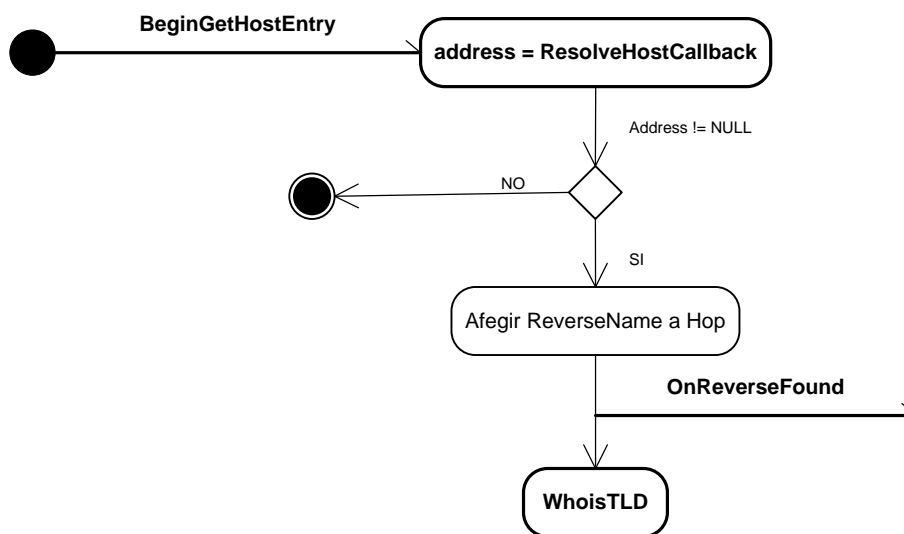 BeginGetHostEntry
address = ResolveHostCallback
Address != NULL
NO
SI
Afegir ReverseName a Hop
OnReverseFound
WhoisTLD